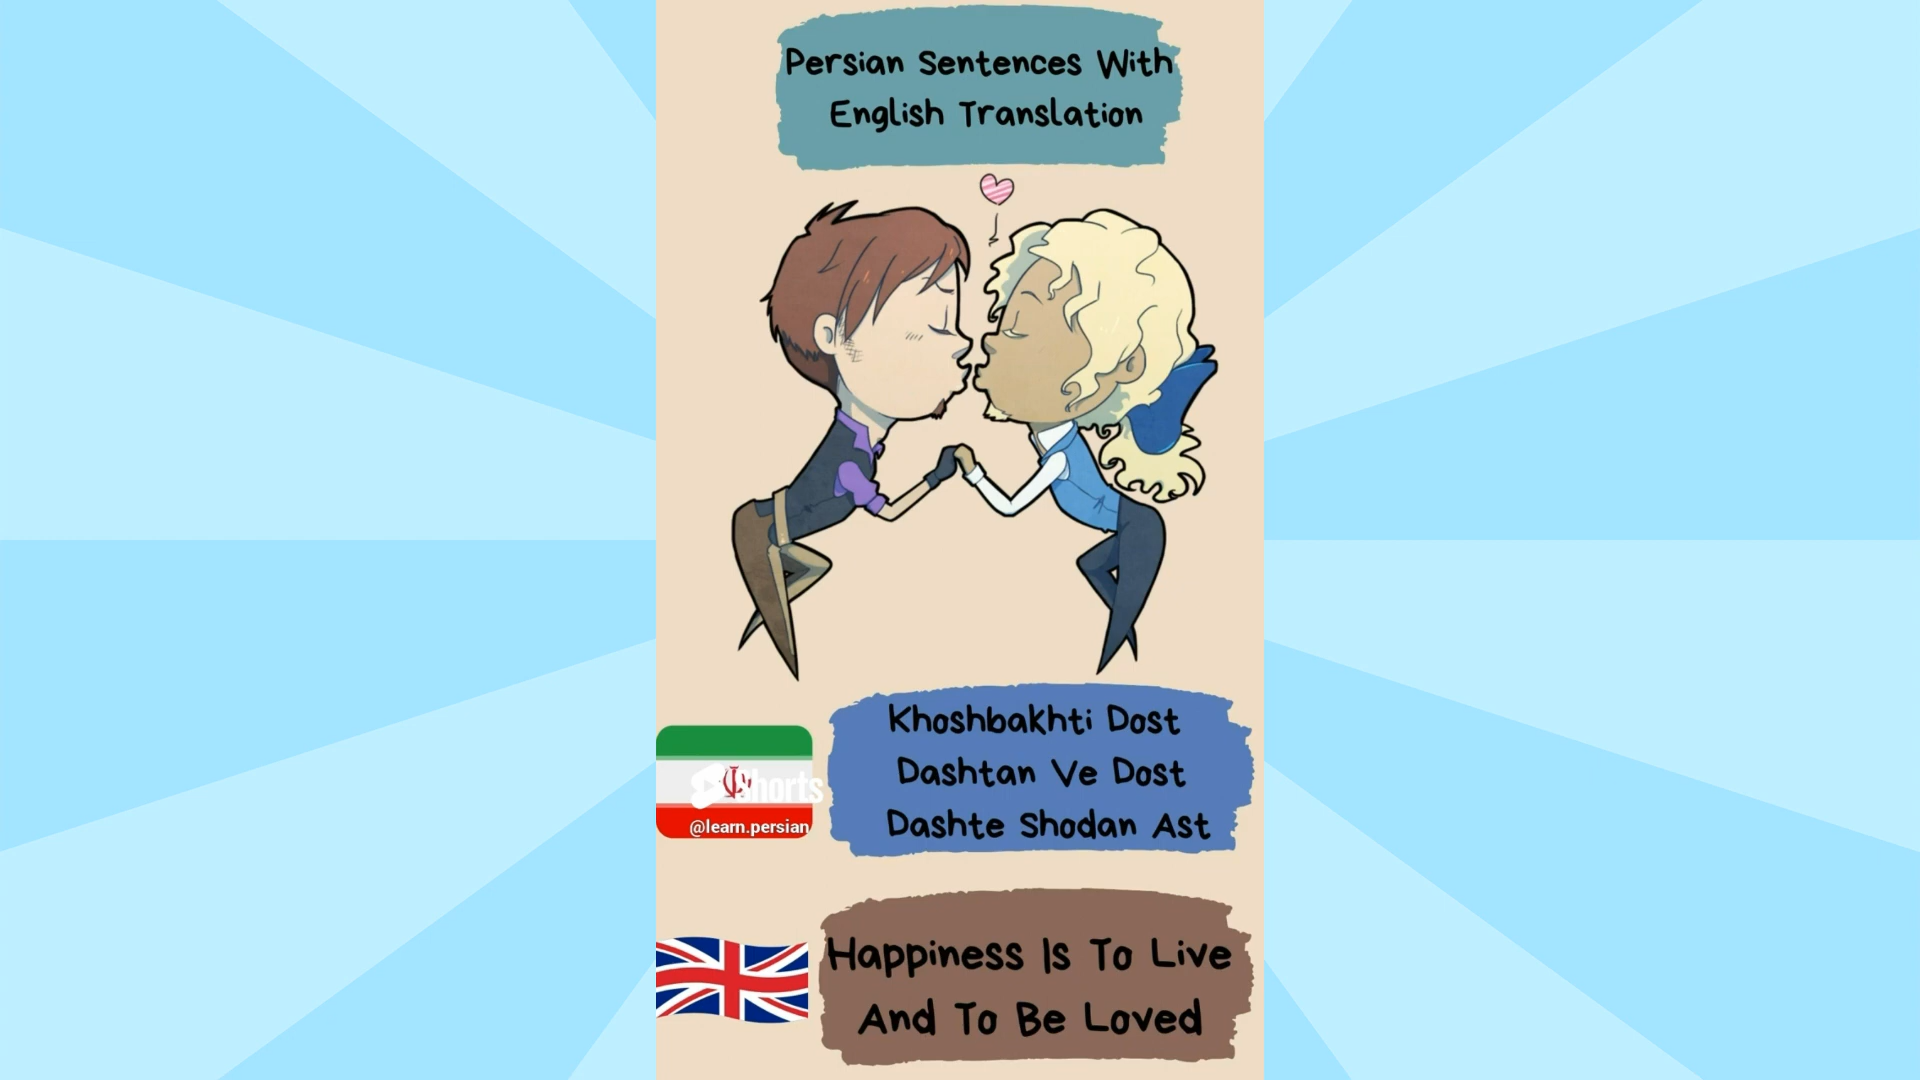 Persian Sentences With
English Translation
Khoshbakhti Dost
Dashtan Ve Dost
Dashte Shodan Ast
Shorts
@learn.persian
Happiness Is To Live
And To Be Loved